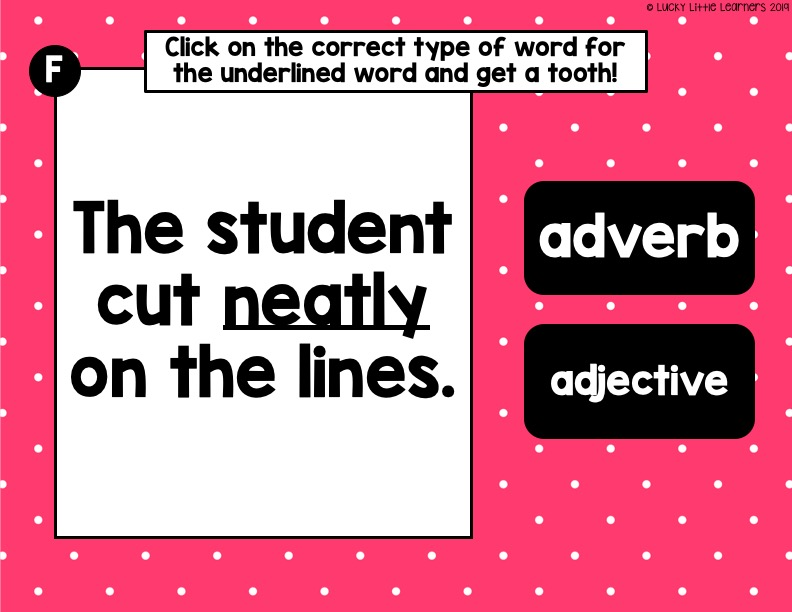 © Lucky Little Learners 2019
Click on the correct type of word for
the underlined word and get a tooth!
F
The student
cut neatly
on the lines.
adverb
adjective